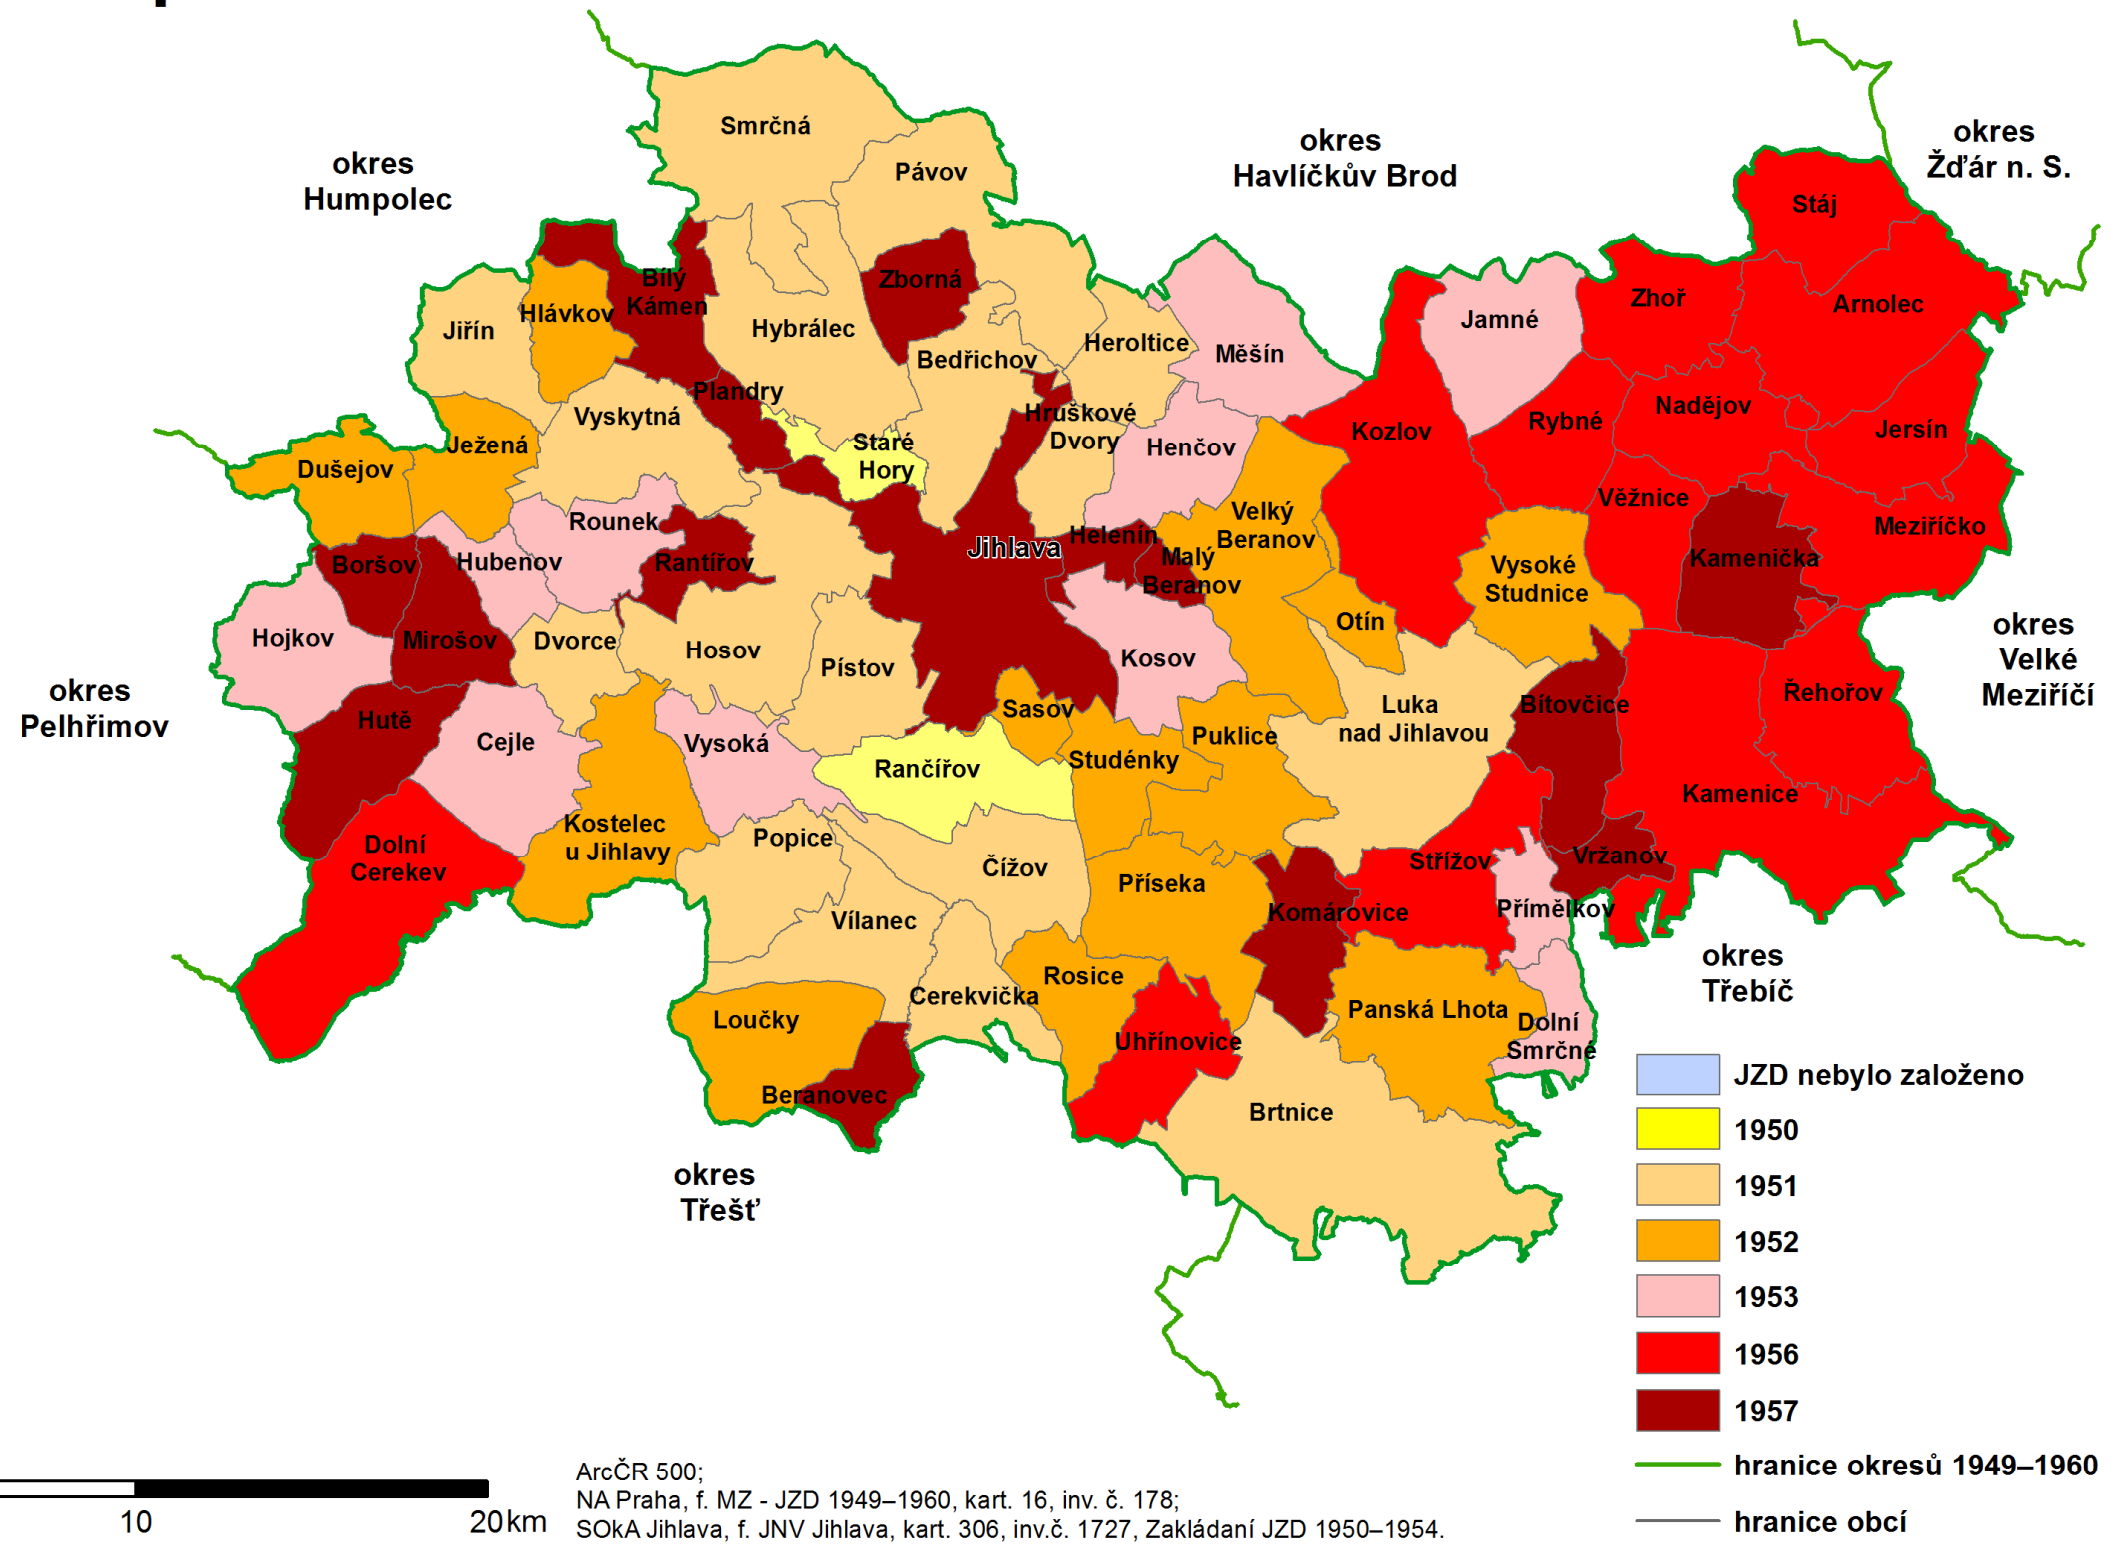 Smrčná
Pávov
okres
Humpolec
okres
Havlíčkův Brod
okres
Žďár n. S.
Stáj
Bílý
Kámen
Zborná
Hlávkov
Jiřín
Hybrálec
Bedřichov
Heroltice
Měšín
Jamné
Zhoř
Arnolec
Plandry
Vyskytná
Hruškové
Dvory
Staré
Hory
Henčov
Kozlov
Rybné
Nadějov
Jersín
Ježená
Dušejov
Rounek
Věžnice
Velký
Beranov
Meziříčko
Jihlava
Helenín
Malý
Beranov
Boršov
Hubenov
Rantířov
Vysoké
Studnice
Kamenička
Hojkov
Mirošov
Dvorce
Hosov
Pístov
Kosov
Otín
okres
Velké
Meziříčí
okres
Pelhřimov
Hutě
Cejle
Vysoká
Sasov
Rančířov
Studénky
Puklice
Luka
nad Jihlavou
Bítovčice
Řehořov
Kamenice
Dolní
Cerekev
Kostelec
u Jihlavy
Popice
Čížov
Příseka
Střížov
Vržanov
Vílanec
Komárovice
Přímělkov
Rosice
Cerekvička
Loučky
Uhřínovice
Panská Lhota
Dolní
Smrčné
okres
Třebíč
Beranovec
Brtnice
okres
Třešť
JZD nebylo založeno
1950
1951
1952
1953
1956
1957
hranice okresů 1949–1960
hranice obcí
10
20 km
ArcČR 500;
NA Praha, f. MZ - JZD 1949–1960, kart. 16, inv. č. 178;
SOkA Jihlava, f. JNV Jihlava, kart. 306, inv.č. 1727, Zakládaní JZD 1950–1954.